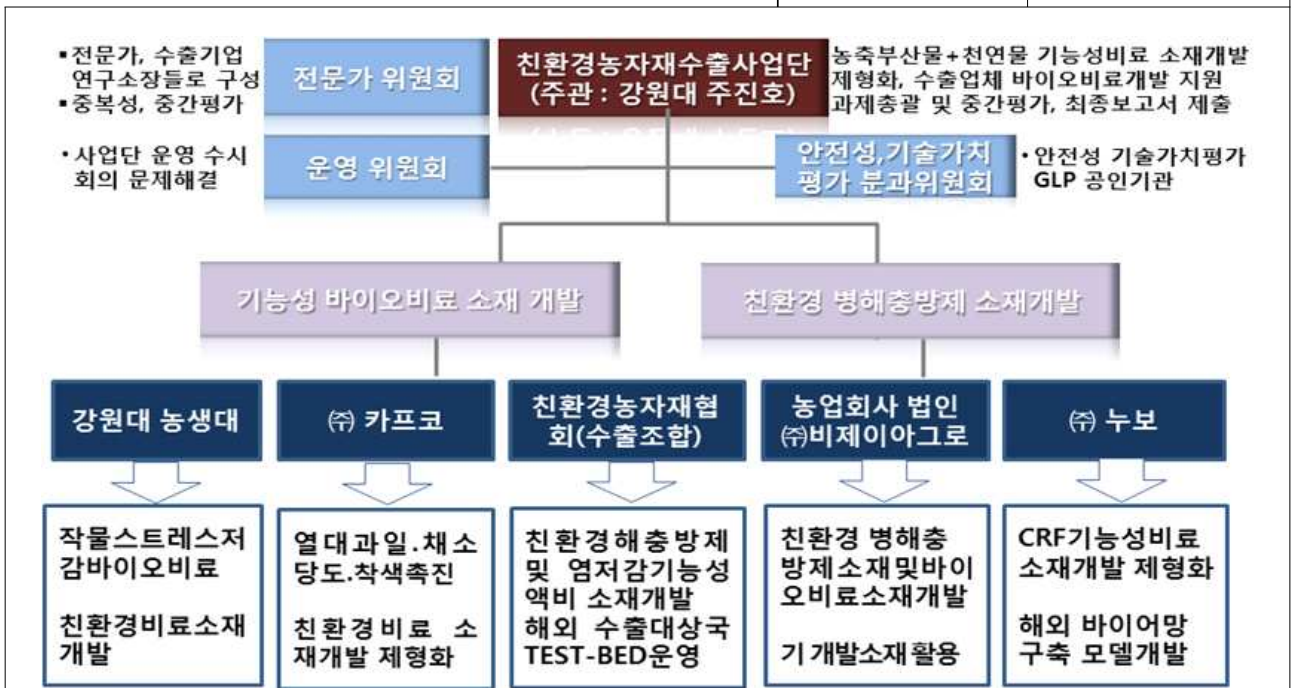 ▪전문가, 수출기업
연구소장들로 구성
▪중복성, 중간평가
전문가 위원회
친환경농자재수출사업단
(주관 : 강원대 주진호)
농축부산물+천연물 기능성비료 소재개발
제형화, 수출업체 바이오비료개발 지원
과제총괄 및 중간평가, 최종보고서 제출
• 사업단 운영 수시
회의 문제해결
운영 위원회
안전성,기술가치
평가 분과위원회
• 안전성 기술가치평가
GLP 공인기관
기능성 바이오비료 소재 개발
친환경 병해충방제 소재개발
강원대 농생대
㈜ 카프코
친환경농자재협
회(수출조합)
농업회사 법인
㈜비제이아그로
㈜ 누보
작물스트레스저
감바이오비료
친환경비료소재
개발
열대과일.채소
당도.착색촉진
친환경비료 소
재개발 제형화
친환경해충방제
및 염저감기능성
액비 소재개발
해외 수출대상국
TEST-BED운영
친환경 병해충
방제소재및바이
오비료소재개발
기 개발소재 활용
CRF기능성비료
소재개발 제형화
해외 바이어망
구축 모델개발